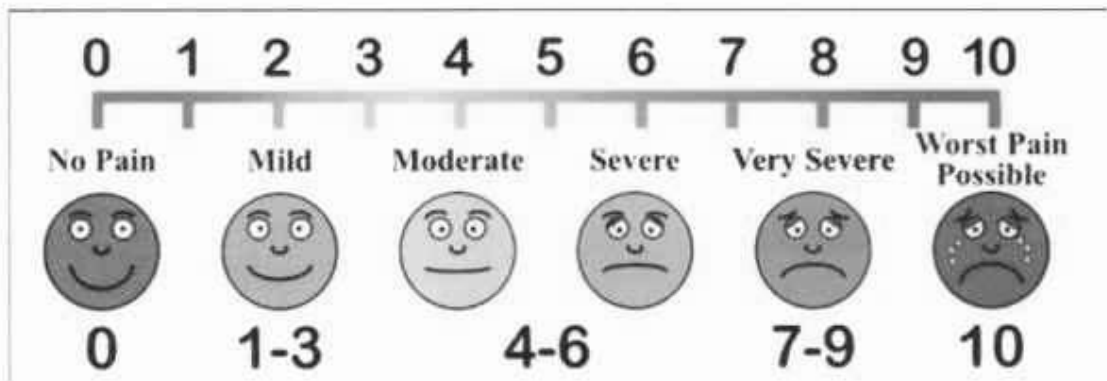 0 1 2 3 4 5 6 7 8 9 10
No Pain Mild Moderate Severe Very Severe Worst Pain
Possible
0 1-3 4-6 7-9 10